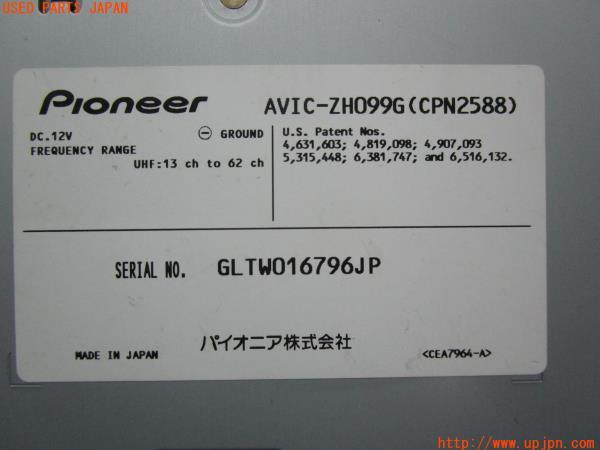 USED PARTS JAPAN
Pioneer
AVIC-ZH099G(CPN2588)
DC.12V
⊖ GROUND
FREQUENCY RANGE
UHF:13 ch to 62 ch
U.S. Patent Nos.
4,631,603; 4,819,098; 4,907,093
5,315,448; 6,381,747; and 6,516,132.
SERIAL NO. GLTW016796JP
パイオニア株式会社
MADE IN JAPAN
<CEA7964-A>
http://www.upjpn.com/